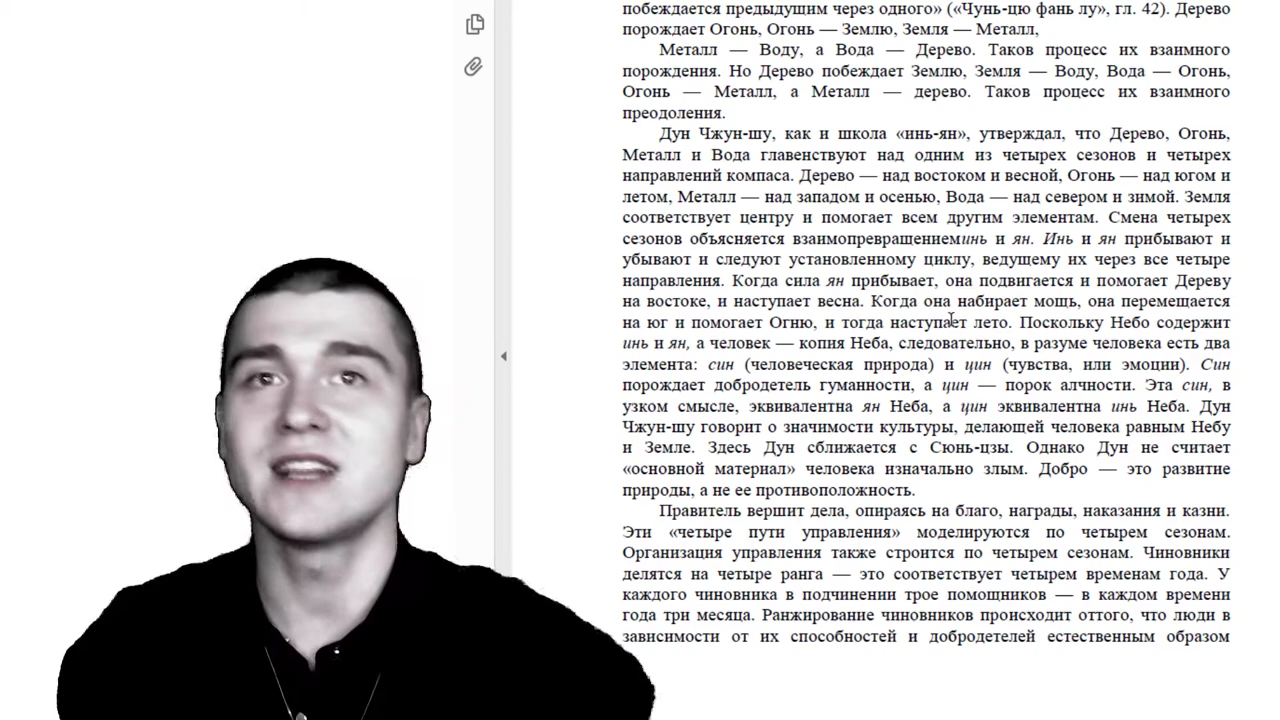 побеждается предыдущим через одного» («Чунь-цю фань лу», гл. 42). Дерево
порождает Огонь, Огонь — Землю, Земля — Металл,
Металл — Воду, а Вода — Дерево. Таков процесс их взаимного
порождения. Но Дерево побеждает Землю, Земля — Воду, Вода — Огонь,
Огонь — Металл, а Металл — дерево. Таков процесс их взаимного
преодоления.
Дун Чжун-шу, как и школа «инь-ян», утверждал, что Дерево, Огонь,
Металл и Вода главенствуют над одним из четырех сезонов и четырех
направлений компаса. Дерево — над востоком и весной, Огонь — над югом и
летом, Металл — над западом и осенью, Вода — над севером и зимой. Земля
соответствует центру и помогает всем другим элементам. Смена четырех
сезонов объясняется взаимопревращениеминь и ян. Инь и ян прибывают и
убывают и следуют установленному циклу, ведущему их через все четыре
направления. Когда сила ян прибывает, она подвигается и помогает Дереву
на востоке, и наступает весна. Когда она набирает мощь, она перемещается
на юг и помогает Огню, и тогда наступает лето. Поскольку Небо содержит
инь и ян, а человек — копия Неба, следовательно, в разуме человека есть два
элемента: син (человеческая природа) и цин (чувства, или эмоции). Син
порождает добродетель гуманности, а цин — порок алчности. Эта син, в
узком смысле, эквивалентна ян Неба, а цин эквивалентна инь Неба. Дун
Чжун-шу говорит о значимости культуры, делающей человека равным Небу
и Земле. Здесь Дун сближается с Сюнь-цзы. Однако Дун не считает
«основной материал» человека изначально злым. Добро — это развитие
природы, а не ее противоположность.
Правитель вершит дела, опираясь на благо, награды, наказания и казни.
Эти «четыре пути управления» моделируются по четырем сезонам.
Организация управления также строится по четырем сезонам. Чиновники
делятся на четыре ранга — это соответствует четырем временам года. У
каждого чиновника в подчинении трое помощников — в каждом времени
года три месяца. Ранжирование чиновников происходит оттого, что люди в
зависимости от их способностей и добродетелей естественным образом